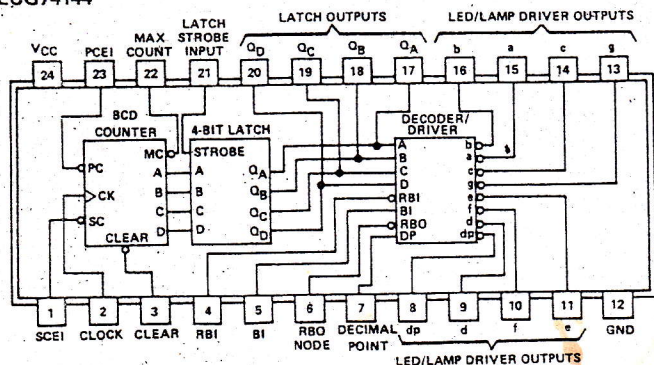 LATCH LATCH OUTPUTS LED/LAMP DRIVER OUTPUTS
MAX STROBE
VCC PCEI COUNT INPUT QD QC QB QA b a c g
24 23 22 21 20 19 18 17 16 15 14 13
BCD
COUNTER 4-BIT LATCH DECODER/
DRIVER
MC STROBE A b
PC A A QA B a
B B QB C c
CK C C QC D g
SC D D QD RBI e
CLEAR BI f
RBO d
DP dp
1 2 3 4 5 6 7 8 9 10 11 12
SCEI CLOCK CLEAR RBI BI RBO DECIMAL dp d f e GND
NODE POINT
LED/LAMP DRIVER OUTPUTS